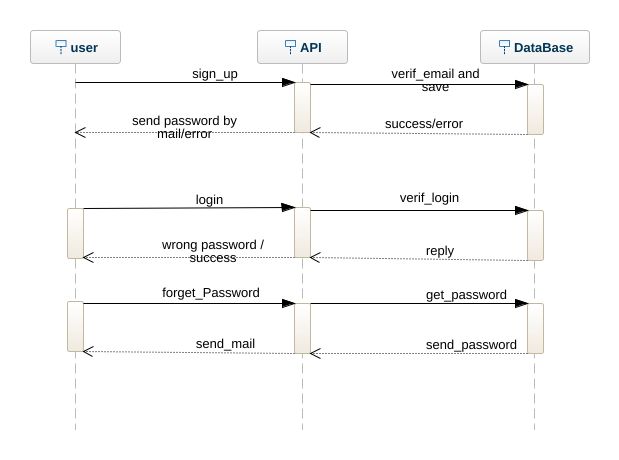 user
API
DataBase
sign_up
verif_email and
save
send password by
mail/error
success/error
login
verif_login
wrong password /
success
reply
forget_Password
get_password
send_mail
send_password